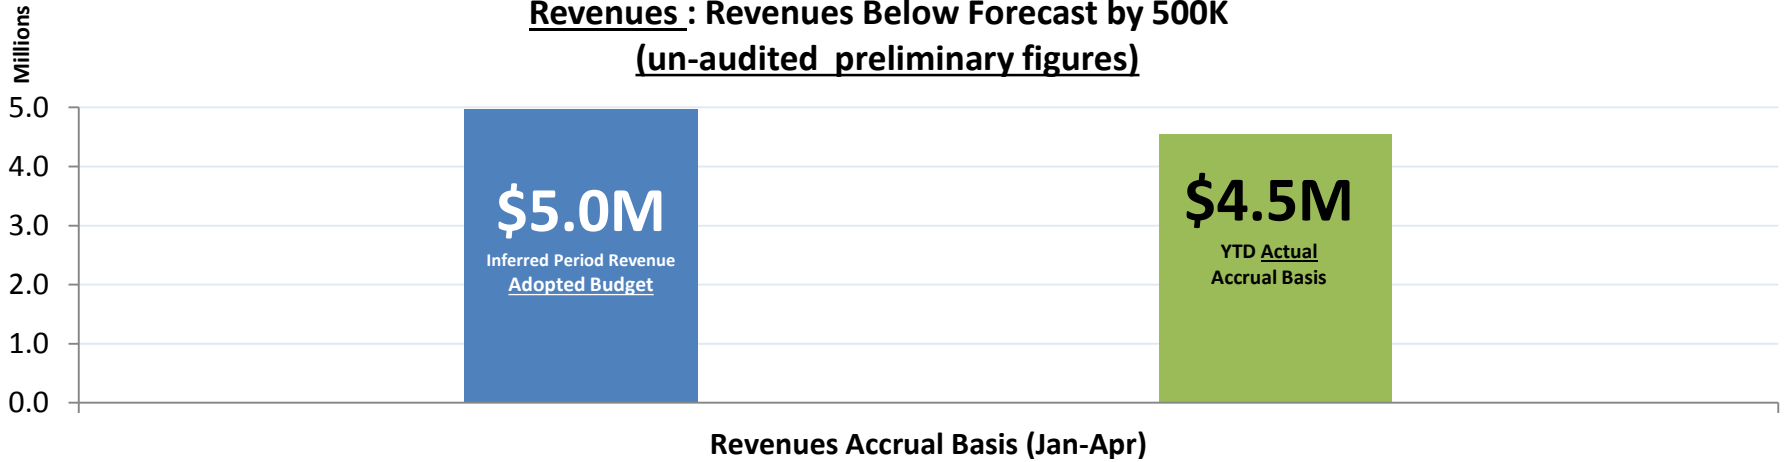 Revenues : Revenues Below Forecast by 500K
(un-audited preliminary figures)
Millions
5.0
4.0
3.0
2.0
1.0
0.0
$5.0M
Inferred Period Revenue
Adopted Budget
$4.5M
YTD Actual
Accrual Basis
Revenues Accrual Basis (Jan-Apr)